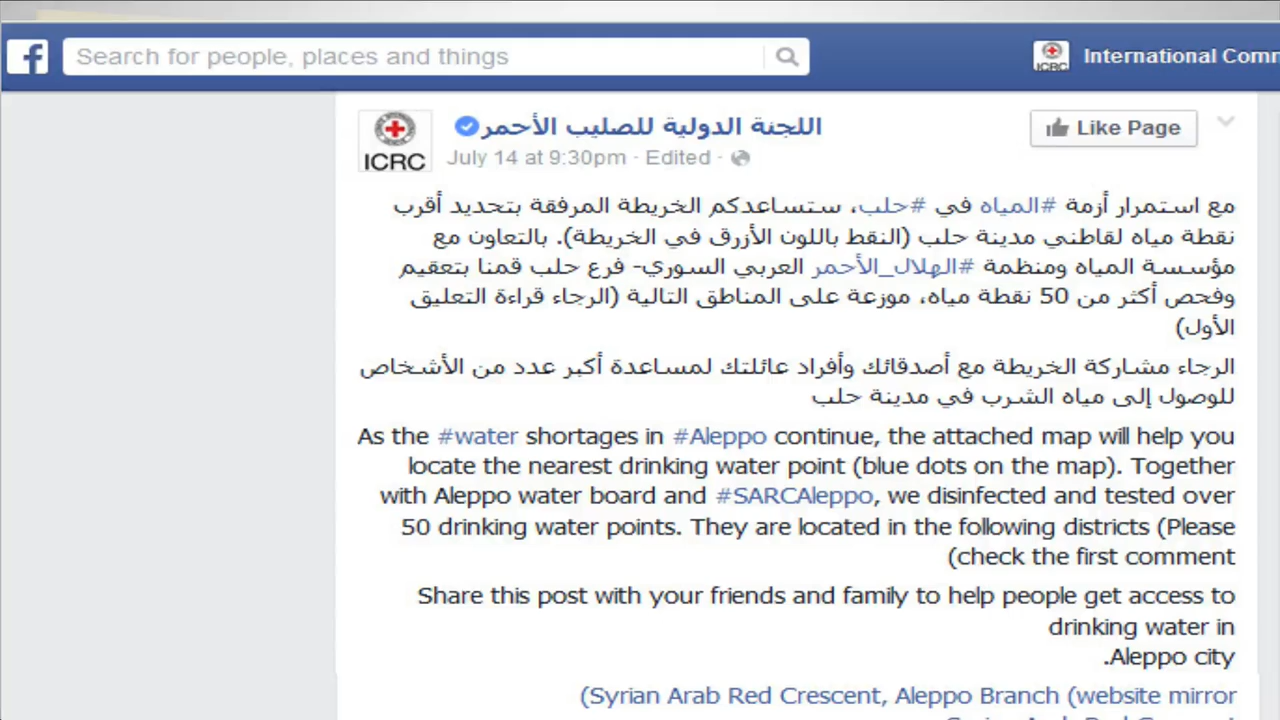 Search for people, places and things
ICRC
International Comm
اللجنة الدولية للصليب الأحمر
Like Page
ICRC
July 14 at 9:30pm · Edited ·
مع استمرار أزمة #المياه في #حلب، ستساعدكم الخريطة المرفقة بتحديد أقرب
نقطة مياه لقاطني مدينة حلب (النقط باللون الأزرق في الخريطة). بالتعاون مع
مؤسسة المياه ومنظمة #الهلال_الأحمر العربي السوري- فرع حلب قمنا بتعقيم
وفحص أكثر من 50 نقطة مياه، موزعة على المناطق التالية (الرجاء قراءة التعليق
الأول)
الرجاء مشاركة الخريطة مع أصدقائك وأفراد عائلتك لمساعدة أكبر عدد من الأشخاص
للوصول إلى مياه الشرب في مدينة حلب
As the #water shortages in #Aleppo continue, the attached map will help you
locate the nearest drinking water point (blue dots on the map). Together
with Aleppo water board and #SARCAleppo, we disinfected and tested over
50 drinking water points. They are located in the following districts (Please
(check the first comment
Share this post with your friends and family to help people get access to
drinking water in
.Aleppo city
(Syrian Arab Red Crescent, Aleppo Branch (website mirror